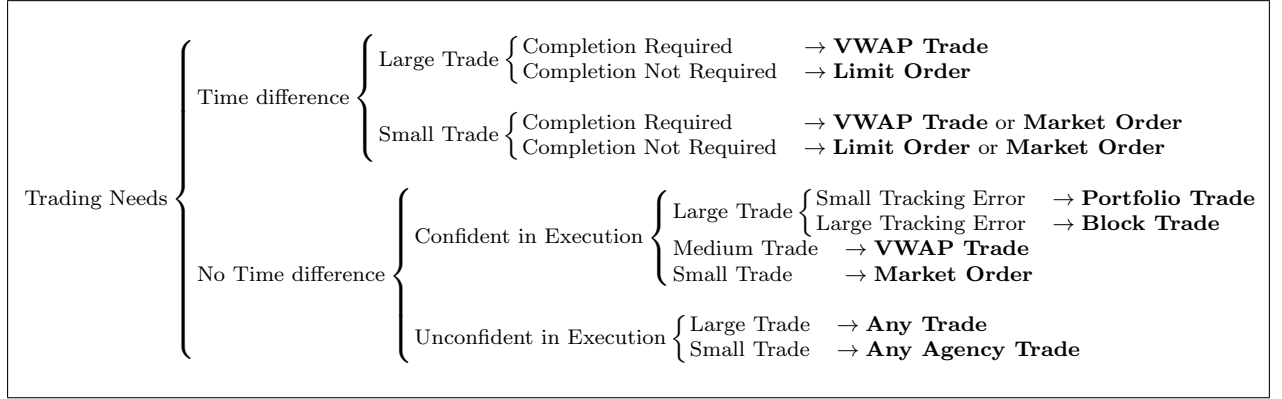 Large Trade
Completion Required → VWAP Trade
Completion Not Required → Limit Order
Time difference
Small Trade
Completion Required → VWAP Trade or Market Order
Completion Not Required → Limit Order or Market Order
Trading Needs
Small Tracking Error → Portfolio Trade
Large Trade
Large Tracking Error → Block Trade
Confident in Execution
Medium Trade → VWAP Trade
No Time difference
Small Trade → Market Order
Large Trade → Any Trade
Unconfident in Execution
Small Trade → Any Agency Trade